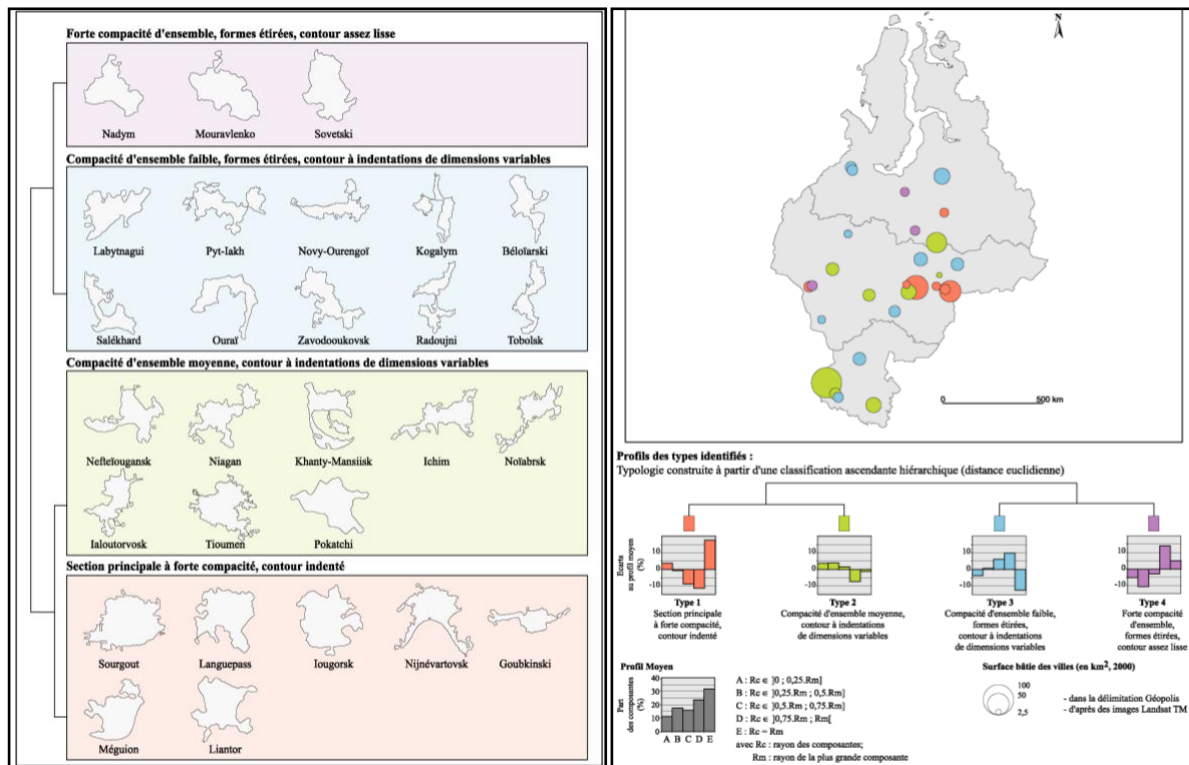 Forte compacité d'ensemble, formes étirées, contour assez lisse
Nadym Mouravlenko Sovetski
Compacité d'ensemble faible, formes étirées, contour à indentations de dimensions variables
Labytnagui Pyt-Iakh Novy-Ourengoï Kogalym Béloïarski
Salékhard Ouraï Zavodooukovsk Radoujni Tobolsk
Compacité d'ensemble moyenne, contour à indentations de dimensions variables
Nefteïougansk Niagan Khanty-Mansiisk Ichim Noïabrsk
Ialoutorvosk Tioumen Pokatchi
Section principale à forte compacité, contour indenté
Sourgout Languepass Iougorsk Nijnévartovsk Goubkinski
Méguion Liantor
N
0 500 km
Profils des types identifiés :
Typologie construite à partir d'une classification ascendante hiérarchique (distance euclidienne)
Ecarts
au profil moyen
(%)
10
0
-10
10
0
-10
10
0
-10
10
0
-10
Type 1
Section principale
à forte compacité,
contour indenté
Type 2
Compacité d'ensemble moyenne,
contour à indentations
de dimensions variables
Type 3
Compacité d'ensemble faible,
formes étirées,
contour à indentations
de dimensions variables
Type 4
Forte compacité
d'ensemble,
formes étirées,
contour assez lisse
Profil Moyen
Part
des composantes
(%)
40
30
20
10
0
A B C D E
A : Rc ∈ ]0 ; 0,25.Rm]
B : Rc ∈ ]0,25.Rm ; 0,5.Rm]
C : Rc ∈ ]0,5.Rm ; 0,75.Rm]
D : Rc ∈ ]0,75.Rm ; Rm[
E : Rc = Rm
avec Rc : rayon des composantes;
Rm : rayon de la plus grande composante
Surface bâtie des villes (en km², 2000)
100
50
2,5
- dans la délimitation Géopolis
- d'après des images Landsat TM